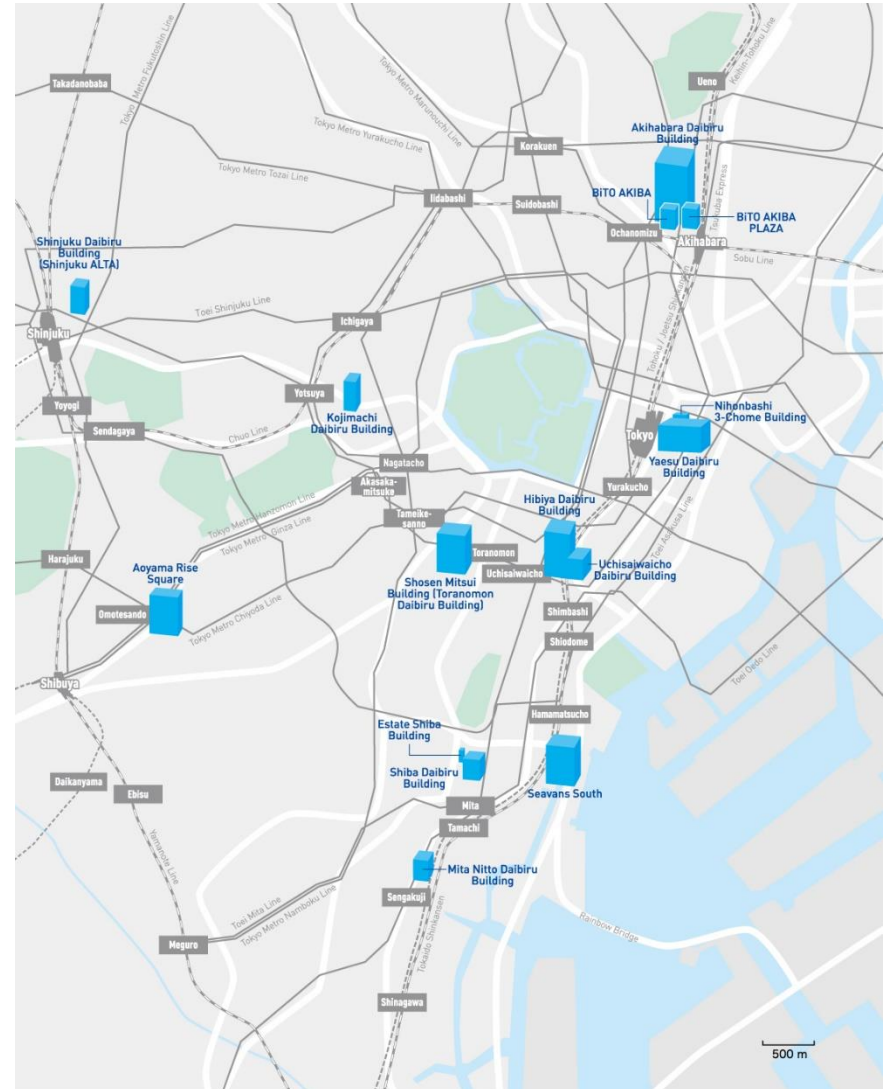 Takadanobaba
Tokyo Metro Fukutoshin Line
Tokyo Metro Marunouchi Line
Keihin-Tohoku Line
Ueno
Tokyo Metro Yurakucho Line
Korakuen
Akihabara Daibiru
Building
Tokyo Metro Tozai Line
Iidabashi
Suidobashi
BiTO AKIBA
Tsukuba Express
BiTO AKIBA
PLAZA
Ochanomizu
Akihabara
Sobu Line
Shinjuku Daibiru
Building
(Shinjuku ALTA)
Toei Shinjuku Line
Ichigaya
Tohoku / Joetsu Shinkansen
Shinjuku
Yotsuya
Kojimachi
Daibiru Building
Yoyogi
Sendagaya
Chuo Line
Nihonbashi
3-Chome Building
Tokyo
Yaesu Daibiru
Building
Nagatacho
Akasaka-
mitsuke
Yurakucho
Tokyo Metro Hanzomon Line
Tokyo Metro Ginza Line
Tameike-
sanno
Hibiya Daibiru
Building
Toei Asakusa Line
Harajuku
Aoyama Rise
Square
Toranomon
Uchisaiwaicho
Uchisaiwaicho
Daibiru Building
Shosen Mitsui
Building (Toranomon
Daibiru Building)
Omotesando
Tokyo Metro Chiyoda Line
Shimbashi
Shiodome
Toei Oedo Line
Shibuya
Hamamatsucho
Estate Shiba
Building
Shiba Daibiru
Building
Seavans South
Daikanyama
Ebisu
Mita
Tamachi
Yamanote Line
Mita Nitto Daibiru
Building
Sengakuji
Toei Mita Line
Tokyo Metro Namboku Line
Tokaido Shinkansen
Rainbow Bridge
Meguro
Shinagawa
500 m